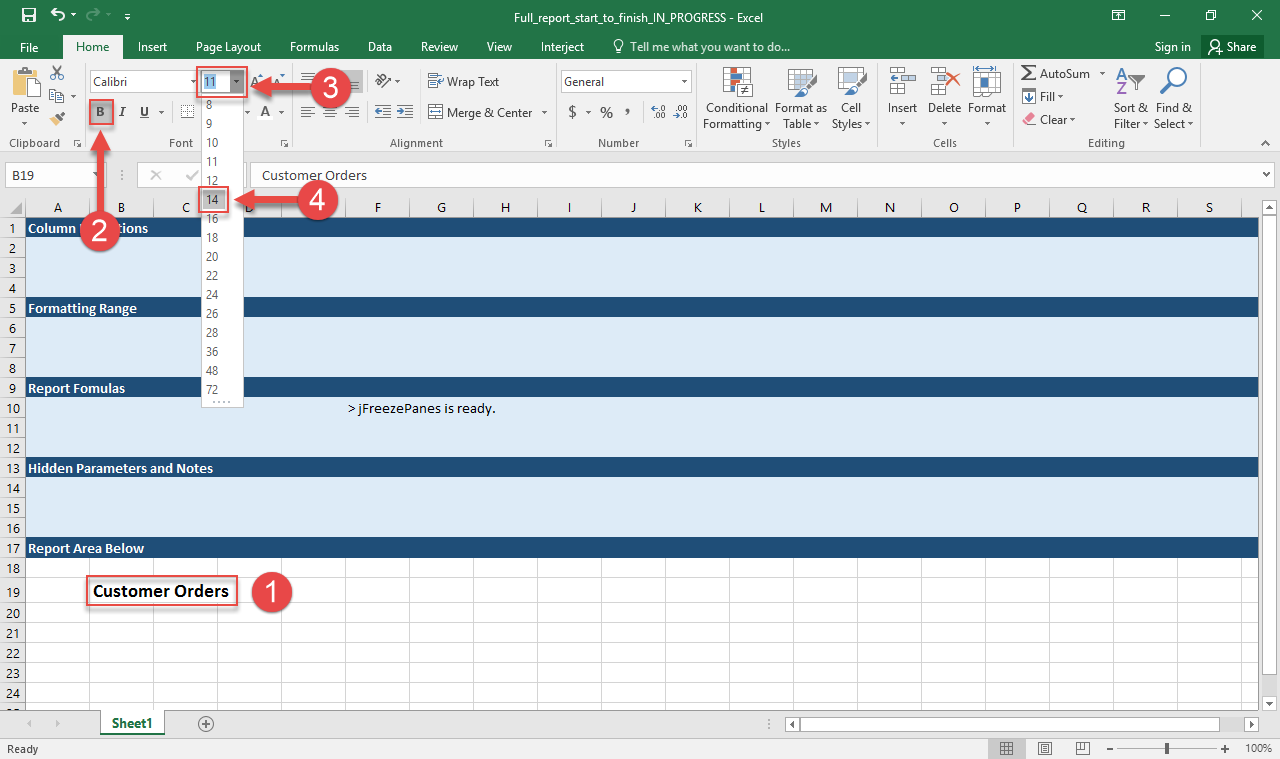 Full_report_start_to_finish_IN_PROGRESS - Excel
File Home Insert Page Layout Formulas Data Review View Interject Tell me what you want to do... Sign in Share
Paste
Clipboard
Calibri 11
B I U
A
Font
8
9
10
11
12
14
16
18
20
22
24
26
28
36
48
72
2
3
4
Wrap Text
Merge & Center
Alignment
General
$ % ,
Number
Conditional Formatting
Format as Table
Cell Styles
Styles
Insert
Delete
Format
Cells
AutoSum
Fill
Clear
Sort & Filter
Find & Select
Editing
B19 Customer Orders
A B C D F G H I J K L M N O P Q R S
1 Column
2
3
4
5 Formatting Range
6
7
8
9 Report Fomulas
10 > jFreezePanes is ready.
11
12
13 Hidden Parameters and Notes
14
15
16
17 Report Area Below
18
19 Customer Orders 1
20
21
22
23
24
Sheet1
Ready 100%